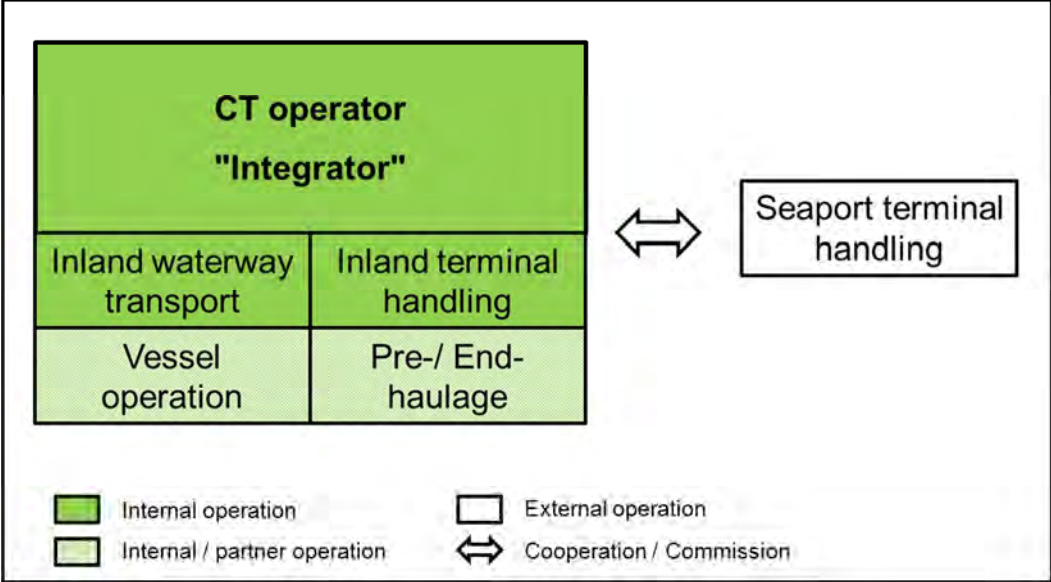 CT operator
"Integrator"
Inland waterway
transport
Inland terminal
handling
Vessel
operation
Pre-/ End-
haulage
Seaport terminal
handling
Internal operation
Internal / partner operation
External operation
Cooperation / Commission